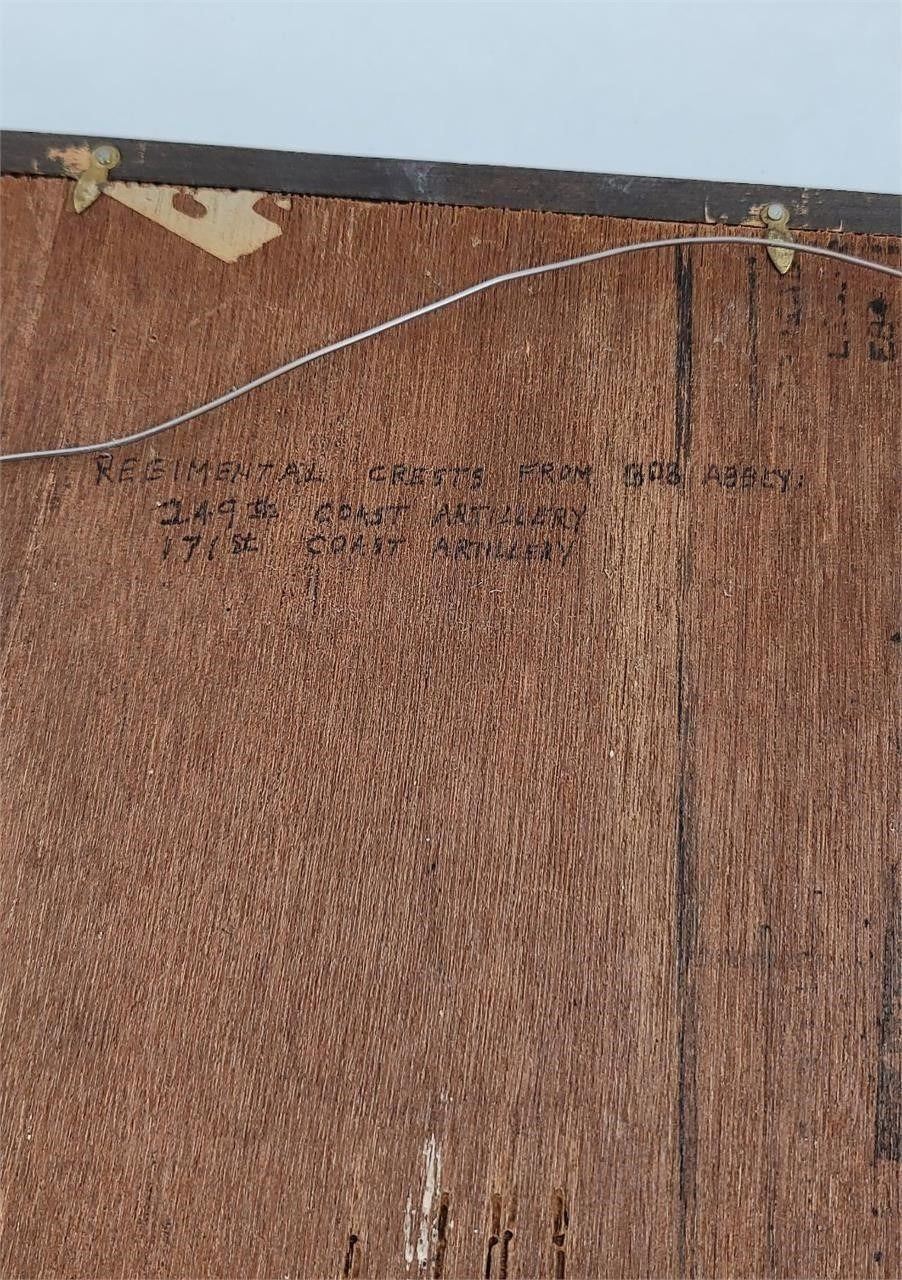 REGIMENTAL CRESTS FROM BOB ABBEY:
249th COAST ARTILLERY
171st COAST ARTILLERY